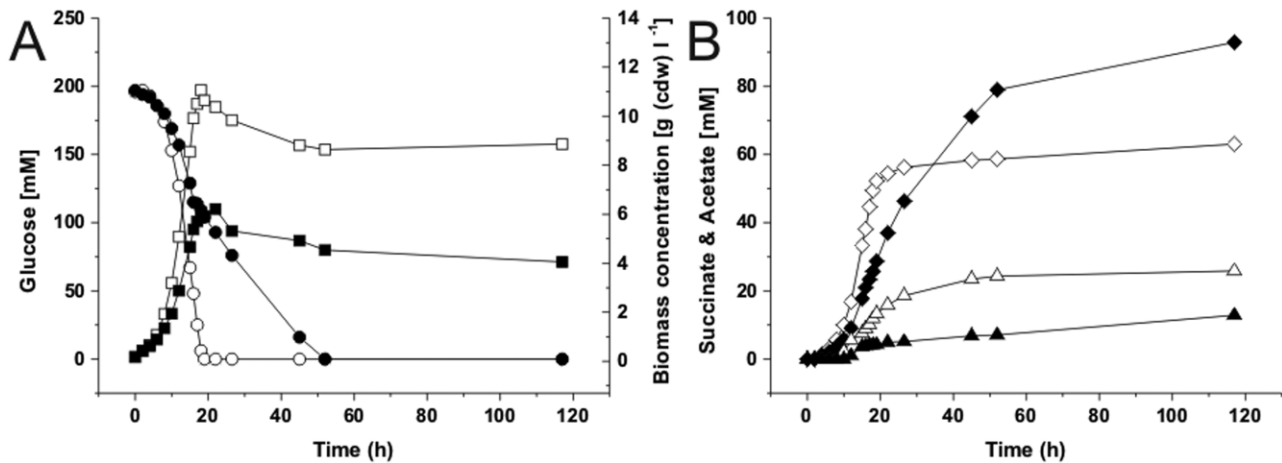 A
250
200
150
100
50
0
Glucose [mM]
0 20 40 60 80 100 120
Time (h)
14
12
10
8
6
4
2
0
Biomass concentration [g (cdw) l⁻¹]
B
100
80
60
40
20
0
Succinate & Acetate [mM]
0 20 40 60 80 100 120
Time (h)